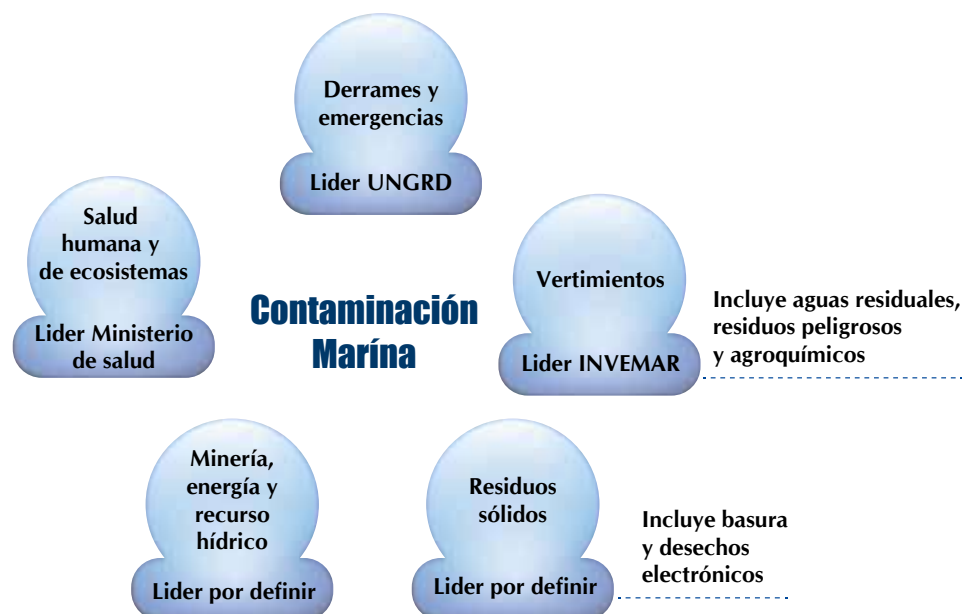 Derrames y
emergencias
Lider UNGRD
Salud
humana y
de ecosistemas
Lider Ministerio
de salud
Contaminación
Marína
Vertimientos
Lider INVEMAR
Incluye aguas residuales,
residuos peligrosos
y agroquímicos
Minería,
energía y
recurso
hídrico
Lider por definir
Residuos
sólidos
Lider por definir
Incluye basura
y desechos
electrónicos